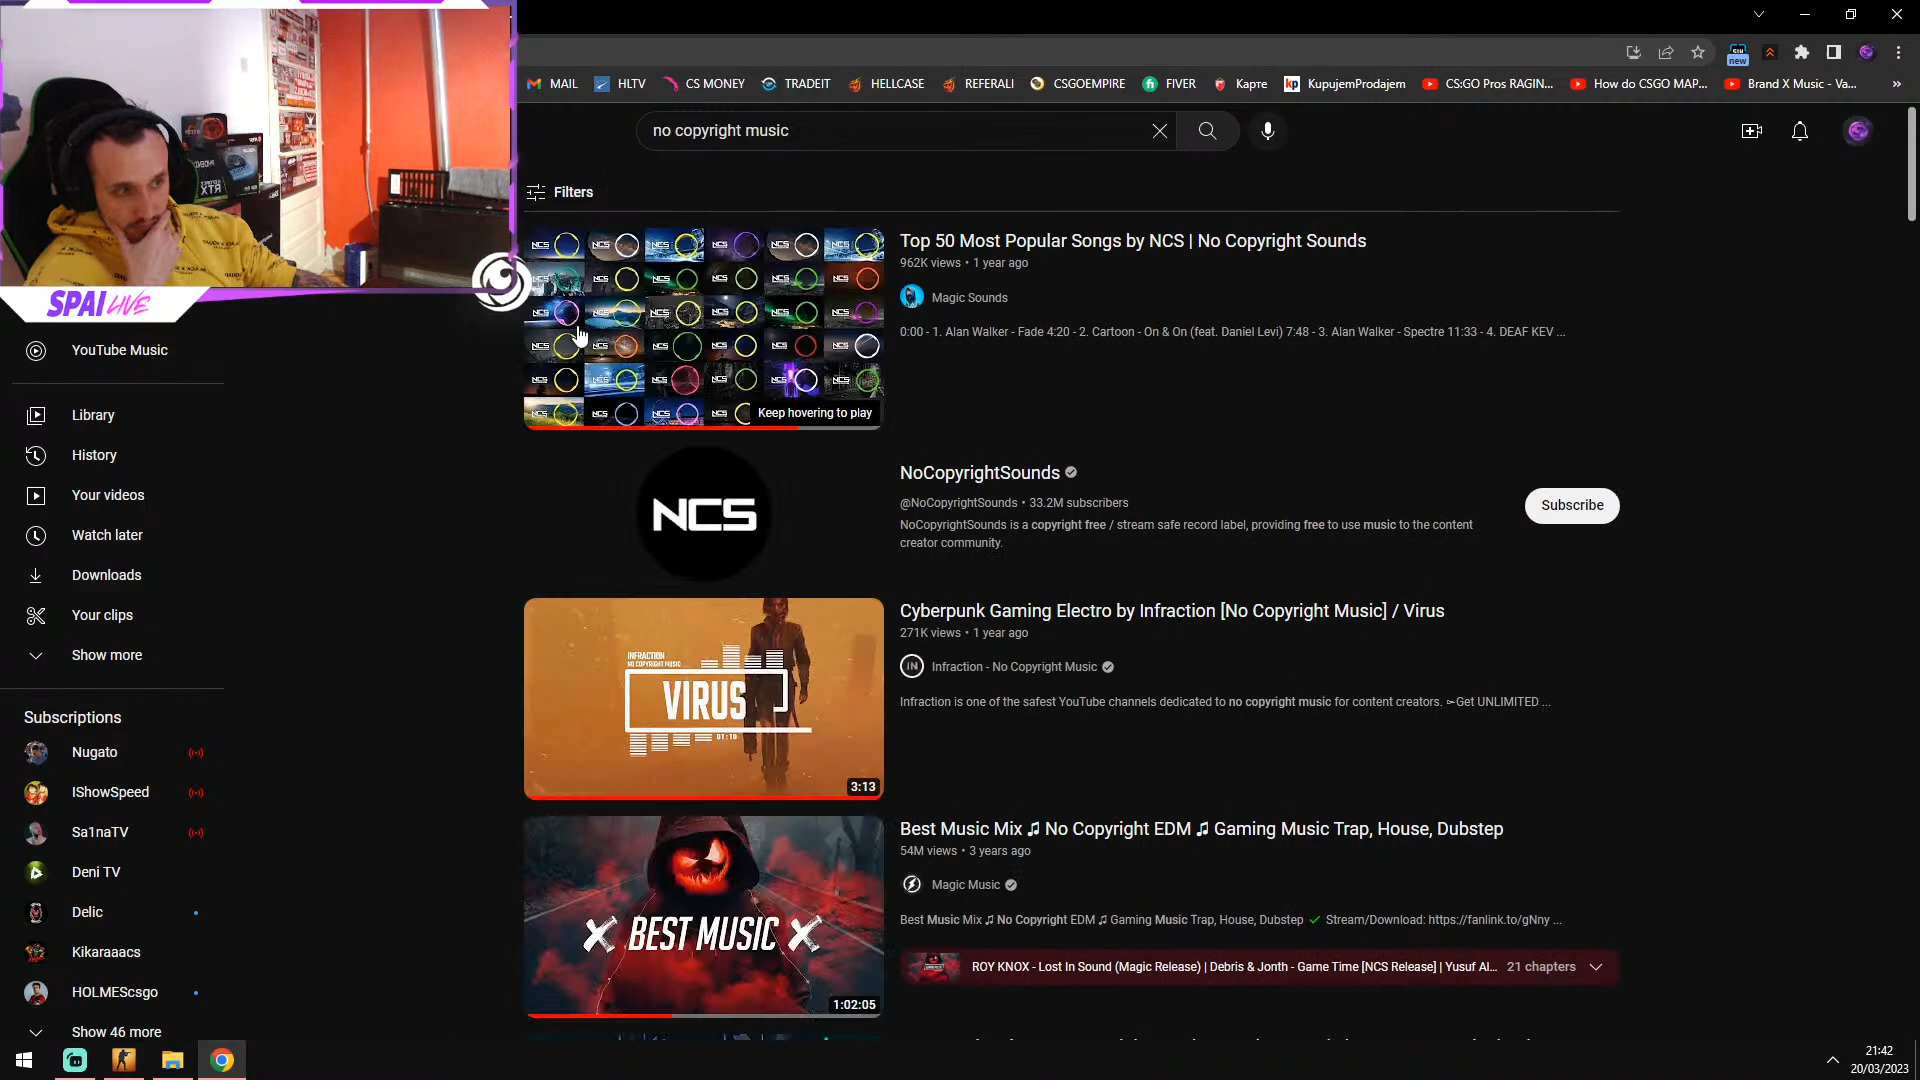 MAIL
HLTV
CS MONEY
TRADEIT
HELLCASE
REFERALI
CSGOEMPIRE
FIVER
Карте
KupujemProdajem
CS:GO Pros RAGIN...
How do CSGO MAP...
Brand X Music - Va...
»
new
no copyright music
Filters
SPAI LIVE
YouTube Music
Library
History
Your videos
Watch later
Downloads
Your clips
Show more
Subscriptions
Nugato
IShowSpeed
Sa1naTV
Deni TV
Delic
Kikaraaacs
HOLMEScsgo
Show 46 more
Keep hovering to play
Top 50 Most Popular Songs by NCS | No Copyright Sounds
962K views • 1 year ago
Magic Sounds
0:00 - 1. Alan Walker - Fade 4:20 - 2. Cartoon - On & On (feat. Daniel Levi) 7:48 - 3. Alan Walker - Spectre 11:33 - 4. DEAF KEV ...
NCS
NoCopyrightSounds
@NoCopyrightSounds • 33.2M subscribers
NoCopyrightSounds is a copyright free / stream safe record label, providing free to use music to the content
creator community.
Subscribe
INFRACTION
NO COPYRIGHT MUSIC
VIRUS
01:10
3:13
Cyberpunk Gaming Electro by Infraction [No Copyright Music] / Virus
271K views • 1 year ago
IN
Infraction - No Copyright Music
Infraction is one of the safest YouTube channels dedicated to no copyright music for content creators. ➣Get UNLIMITED ...
BEST MUSIC
1:02:05
Best Music Mix ♫ No Copyright EDM ♫ Gaming Music Trap, House, Dubstep
54M views • 3 years ago
Magic Music
Best Music Mix ♫ No Copyright EDM ♫ Gaming Music Trap, House, Dubstep ✔ Stream/Download: https://fanlink.to/gNny ...
ROY KNOX - Lost In Sound (Magic Release) | Debris & Jonth - Game Time [NCS Release] | Yusuf Al...
21 chapters
21:42
20/03/2023